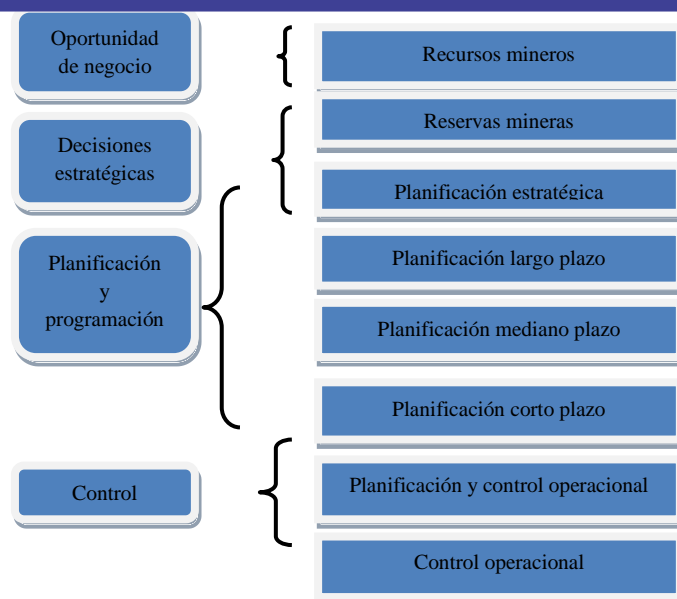 Oportunidad
de negocio
Recursos mineros
Decisiones
estratégicas
Reservas mineras
Planificación estratégica
Planificación
y
programación
Planificación largo plazo
Planificación mediano plazo
Planificación corto plazo
Control
Planificación y control operacional
Control operacional